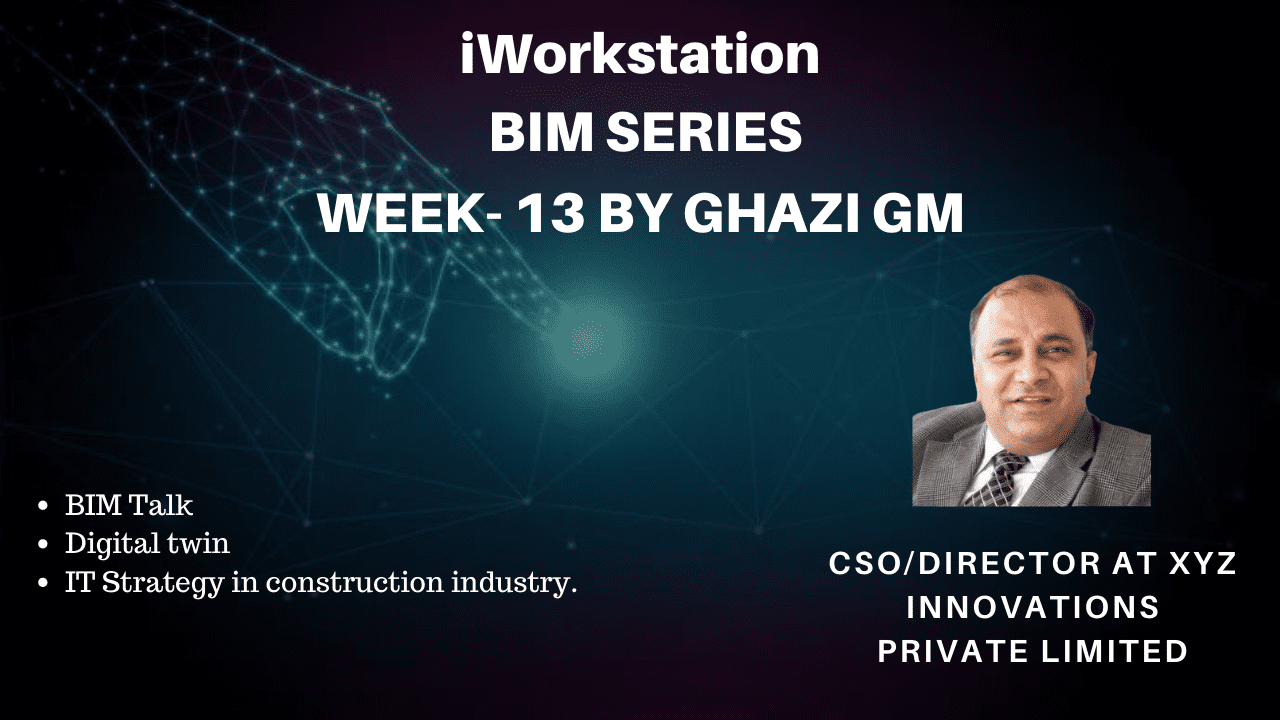 iWorkstation
BIM SERIES
WEEK- 13 BY GHAZI GM
• BIM Talk
• Digital twin
• IT Strategy in construction industry.
CSO/DIRECTOR AT XYZ
INNOVATIONS
PRIVATE LIMITED